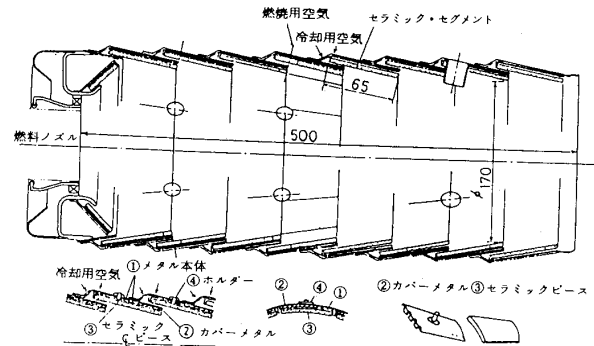 燃焼用空気
セラミック・セグメント
冷却用空気
65
燃料ノズル
500
φ170
冷却用空気
①メタル本体
④ホルダー
③
セラミック
ピース
② カバーメタル
②
④
①
③
②カバーメタル
③セラミックピース